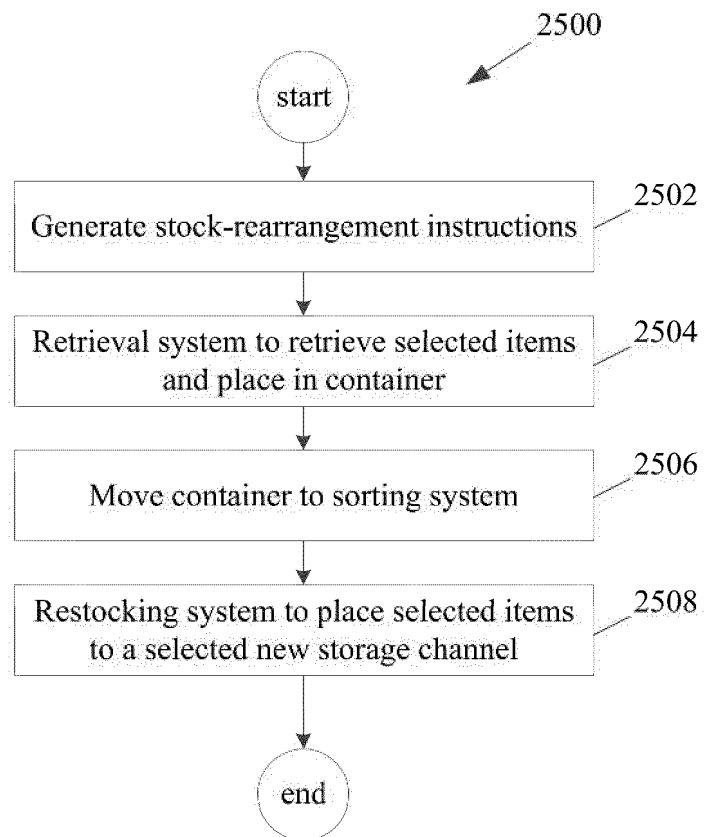 2500
start
2502
Generate stock-rearrangement instructions
2504
Retrieval system to retrieve selected items
and place in container
2506
Move container to sorting system
2508
Restocking system to place selected items
to a selected new storage channel
end